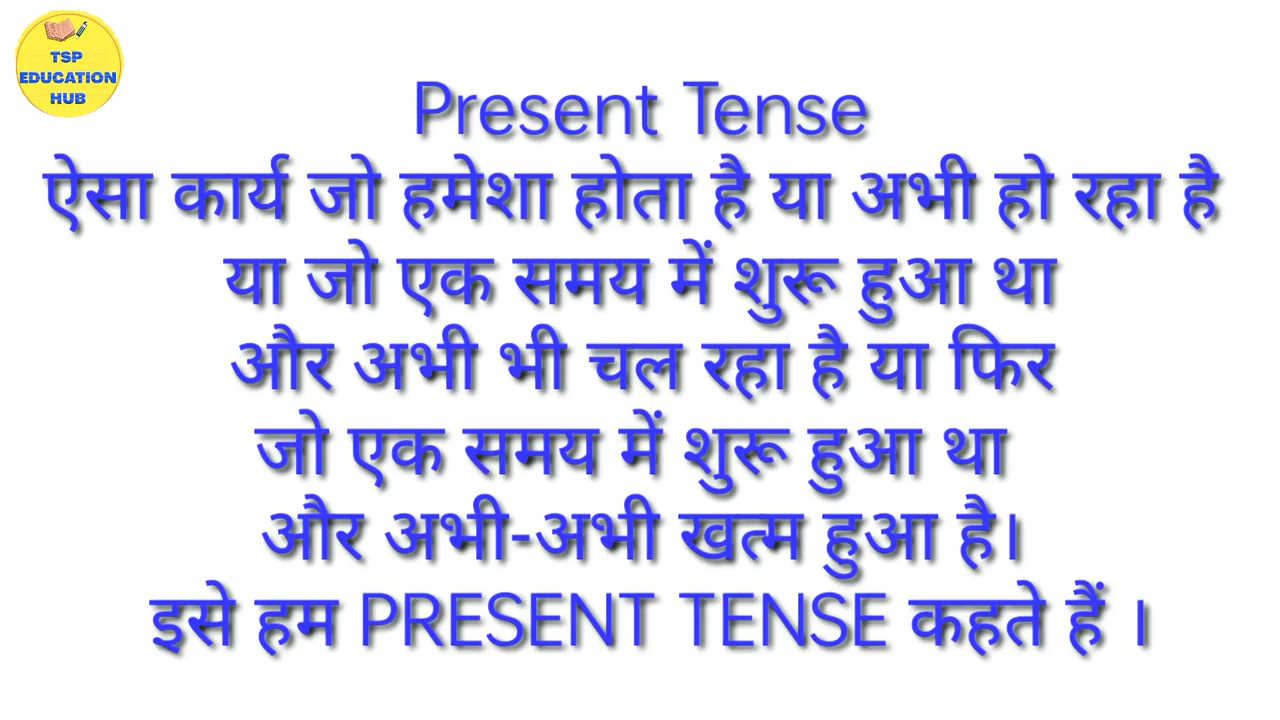 TSP
EDUCATION
HUB
Present Tense
ऐसा कार्य जो हमेशा होता है या अभी हो रहा है
या जो एक समय में शुरू हुआ था
और अभी भी चल रहा है या फिर
जो एक समय में शुरू हुआ था
और अभी-अभी खत्म हुआ है।
इसे हम PRESENT TENSE कहते हैं ।